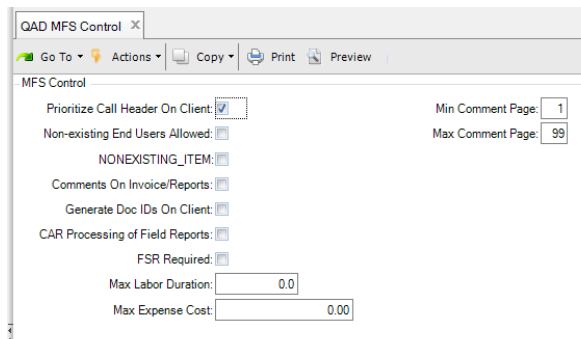 QAD MFS Control
Go To Actions Copy Print Preview
MFS Control
Prioritize Call Header On Client: Min Comment Page: 1
Non-existing End Users Allowed: Max Comment Page: 99
NONEXISTING_ITEM:
Comments On Invoice/Reports:
Generate Doc IDs On Client:
CAR Processing of Field Reports:
FSR Required:
Max Labor Duration: 0.0
Max Expense Cost: 0.00